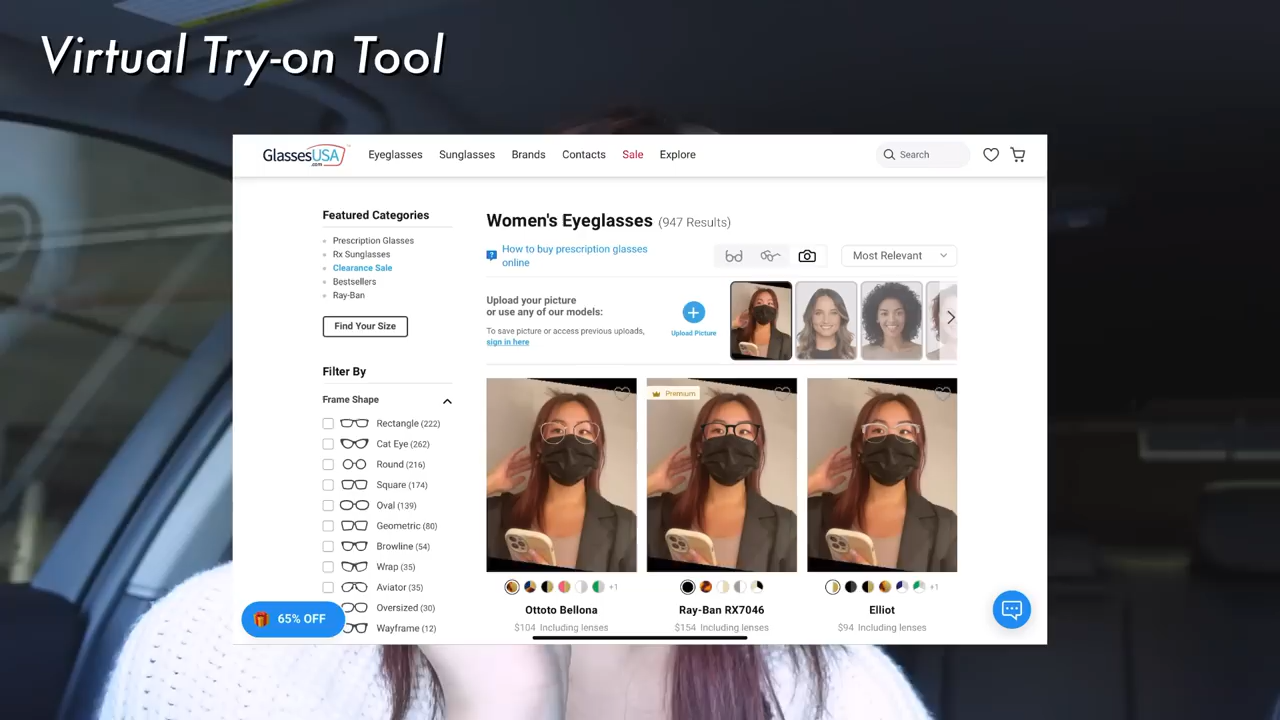 Virtual Try-on Tool
GlassesUSA
.com
Eyeglasses
Sunglasses
Brands
Contacts
Sale
Explore
Search
Featured Categories
Prescription Glasses
Rx Sunglasses
Clearance Sale
Bestsellers
Ray-Ban
Find Your Size
Filter By
Frame Shape
Rectangle (222)
Cat Eye (262)
Round (216)
Square (174)
Oval (139)
Geometric (80)
Browline (54)
Wrap (35)
Aviator (35)
Oversized (30)
Wayframe (12)
65% OFF
Women's Eyeglasses (947 Results)
How to buy prescription glasses
online
Most Relevant
Upload your picture
or use any of our models:
To save picture or access previous uploads,
sign in here
Upload Picture
Premium
+1
+1
Ottoto Bellona
Ray-Ban RX7046
Elliot
$104 Including lenses
$154 Including lenses
$94 Including lenses